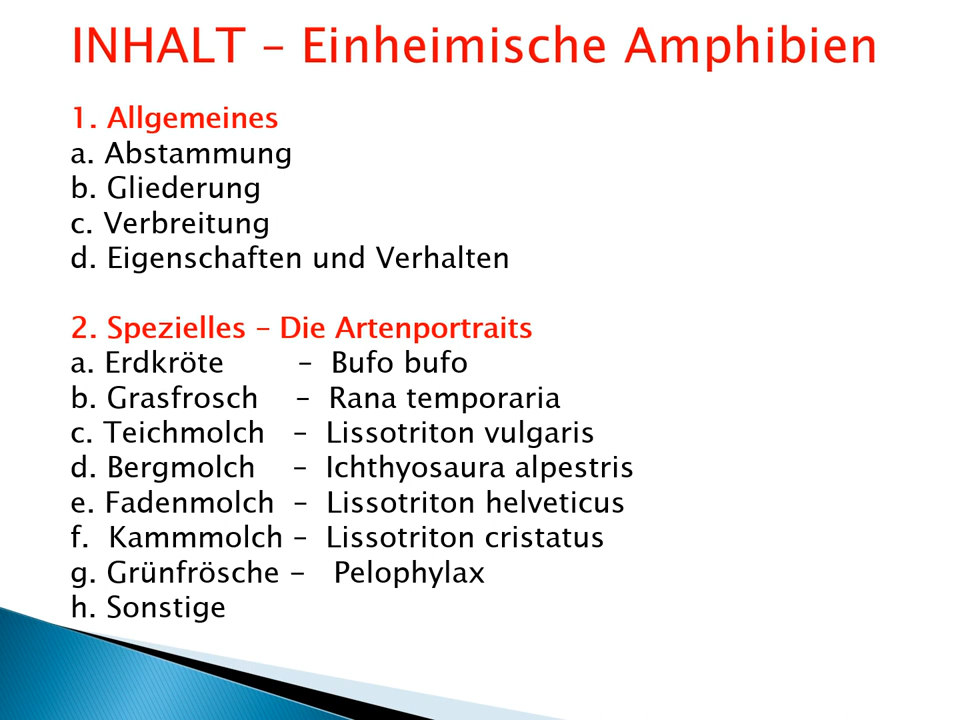 INHALT – Einheimische Amphibien
1. Allgemeines
a. Abstammung
b. Gliederung
c. Verbreitung
d. Eigenschaften und Verhalten
2. Spezielles – Die Artenportraits
a. Erdkröte – Bufo bufo
b. Grasfrosch – Rana temporaria
c. Teichmolch – Lissotriton vulgaris
d. Bergmolch – Ichthyosaura alpestris
e. Fadenmolch – Lissotriton helveticus
f. Kammmolch – Lissotriton cristatus
g. Grünfrösche – Pelophylax
h. Sonstige